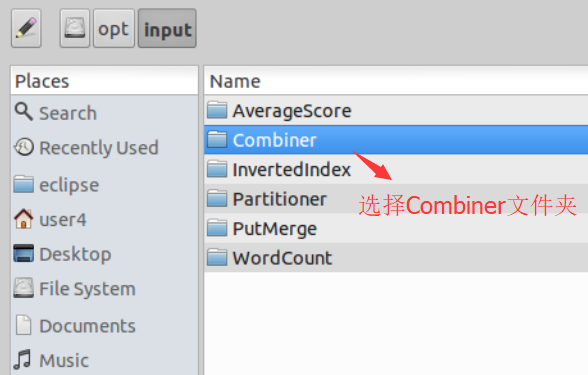 opt
input
Places
Search
Recently Used
eclipse
user4
Desktop
File System
Documents
Music
Name
AverageScore
Combiner
InvertedIndex
Partitioner
PutMerge
WordCount
选择Combiner文件夹